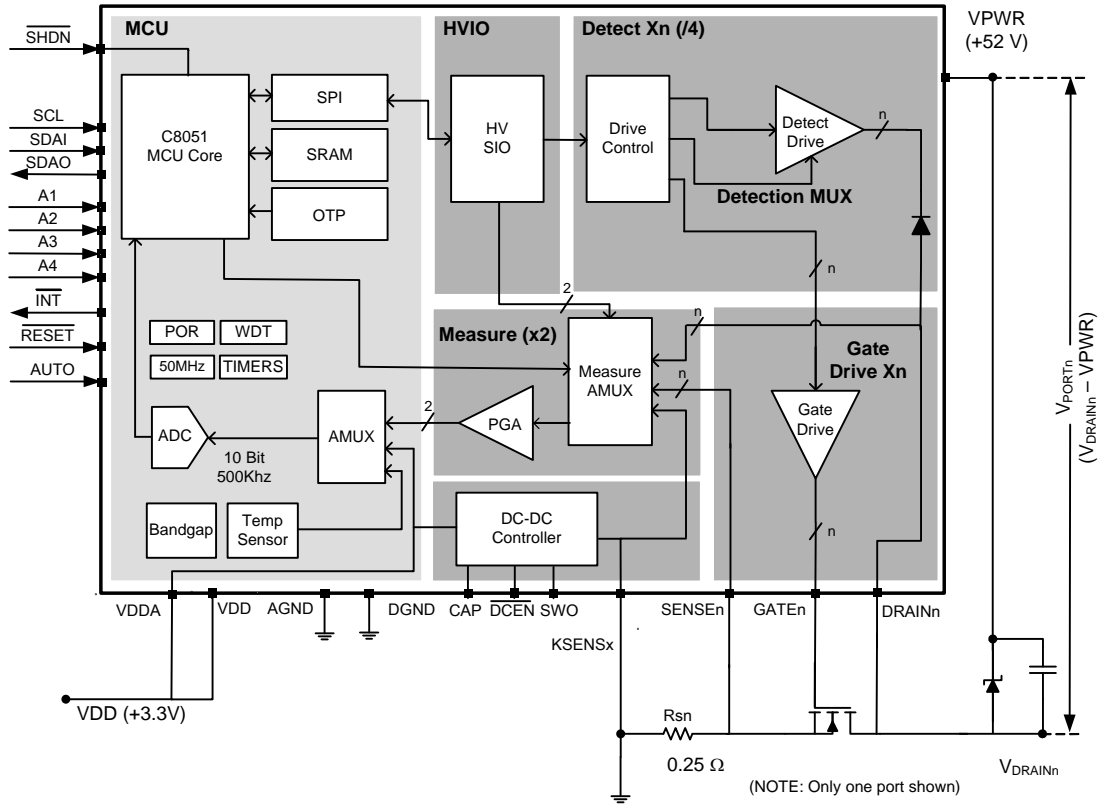 MCU
HVIO
Detect Xn (/4)
VPWR
(+52 V)
SHDN
SPI
C8051
MCU Core
SRAM
OTP
HV
SIO
Drive
Control
Detect
Drive
n
Detection MUX
SCL
SDAI
SDAO
A1
A2
A3
A4
INT
RESET
AUTO
n
2
POR
WDT
50MHz
TIMERS
Measure (x2)
Measure
AMUX
n
n
Gate
Drive Xn
Gate
Drive
ADC
10 Bit
500Khz
AMUX
2
PGA
Bandgap
Temp
Sensor
DC-DC
Controller
n
VPORTn
(VDRAINn – VPWR)
VDDA
VDD
AGND
DGND
CAP
DCEN
SWO
KSENSx
SENSEn
GATEn
DRAINn
VDD (+3.3V)
Rsn
0.25 Ω
(NOTE: Only one port shown)
VDRAINn